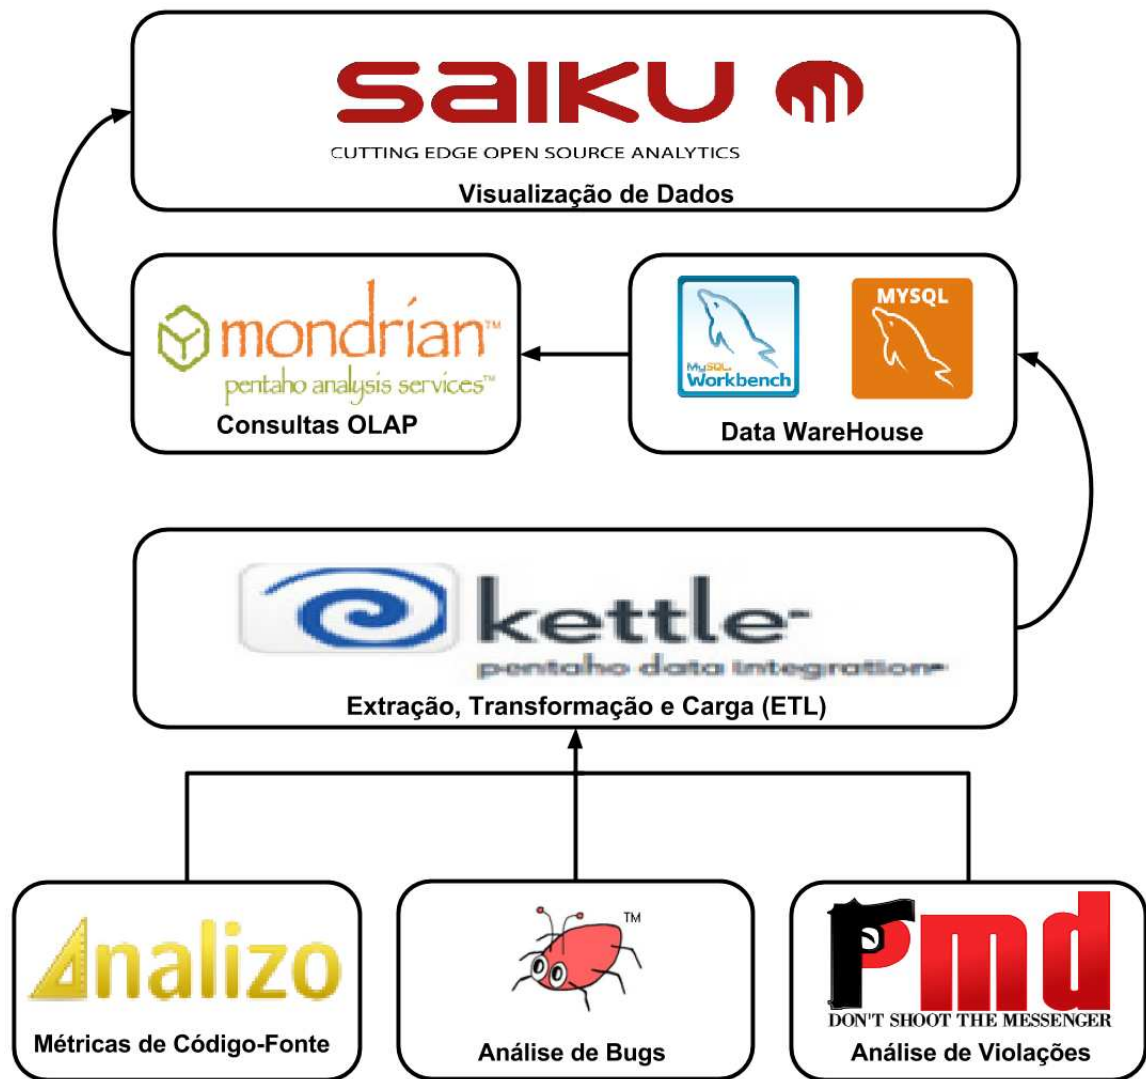 saiku
CUTTING EDGE OPEN SOURCE ANALYTICS
Visualização de Dados
mondrian™
pentaho analysis services™
Consultas OLAP
MySQL
Workbench
MYSQL
Data WareHouse
kettle
pentaho data integration
Extração, Transformação e Carga (ETL)
Analizo
Métricas de Código-Fonte
TM
Análise de Bugs
Pmd
DON'T SHOOT THE MESSENGER
Análise de Violações